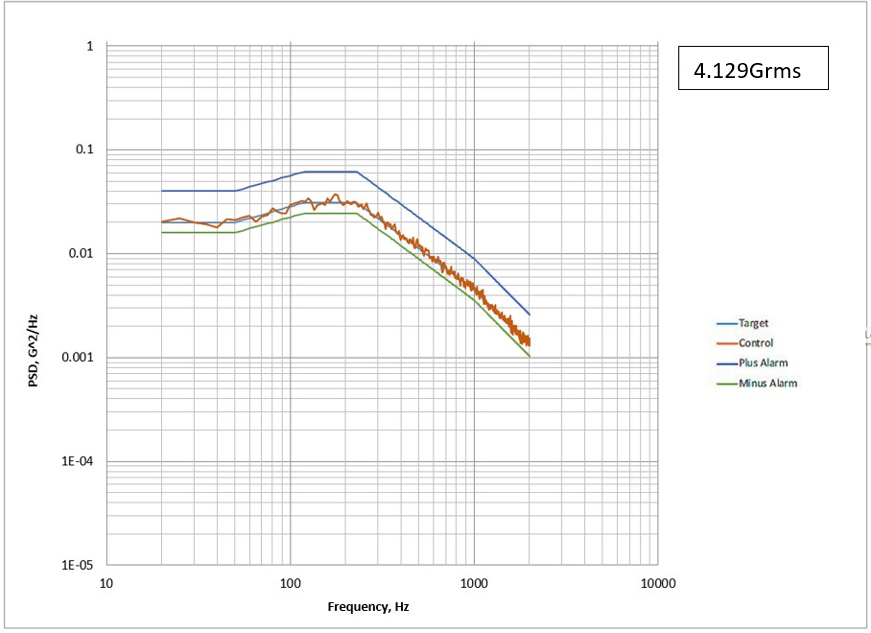 4.129Grms
1
0.1
0.01
0.001
1E-04
1E-05
PSD, G^2/Hz
10 100 1000 10000
Frequency, Hz
Target
Control
Plus Alarm
Minus Alarm